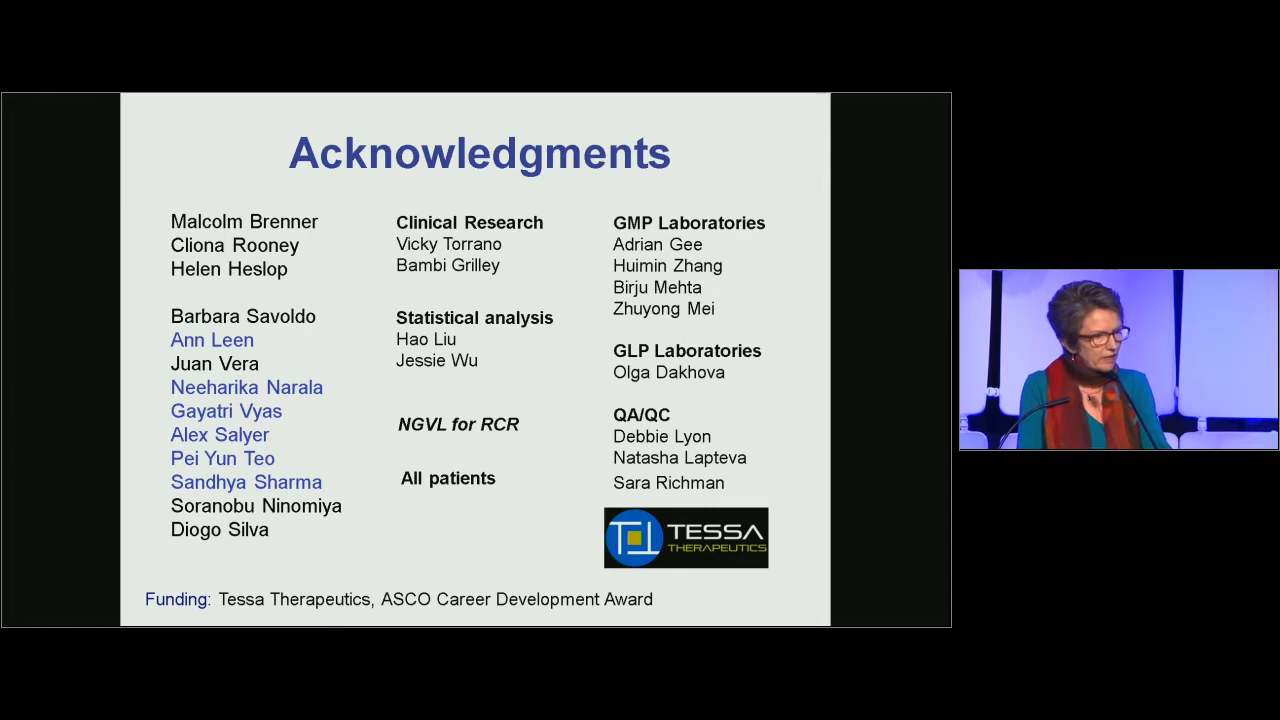 Acknowledgments
Malcolm Brenner
Cliona Rooney
Helen Heslop
Barbara Savoldo
Ann Leen
Juan Vera
Neeharika Narala
Gayatri Vyas
Alex Salyer
Pei Yun Teo
Sandhya Sharma
Soranobu Ninomiya
Diogo Silva
Clinical Research
Vicky Torrano
Bambi Grilley
Statistical analysis
Hao Liu
Jessie Wu
NGVL for RCR
All patients
GMP Laboratories
Adrian Gee
Huimin Zhang
Birju Mehta
Zhuyong Mei
GLP Laboratories
Olga Dakhova
QA/QC
Debbie Lyon
Natasha Lapteva
Sara Richman
TESSA
THERAPEUTICS
Funding: Tessa Therapeutics, ASCO Career Development Award